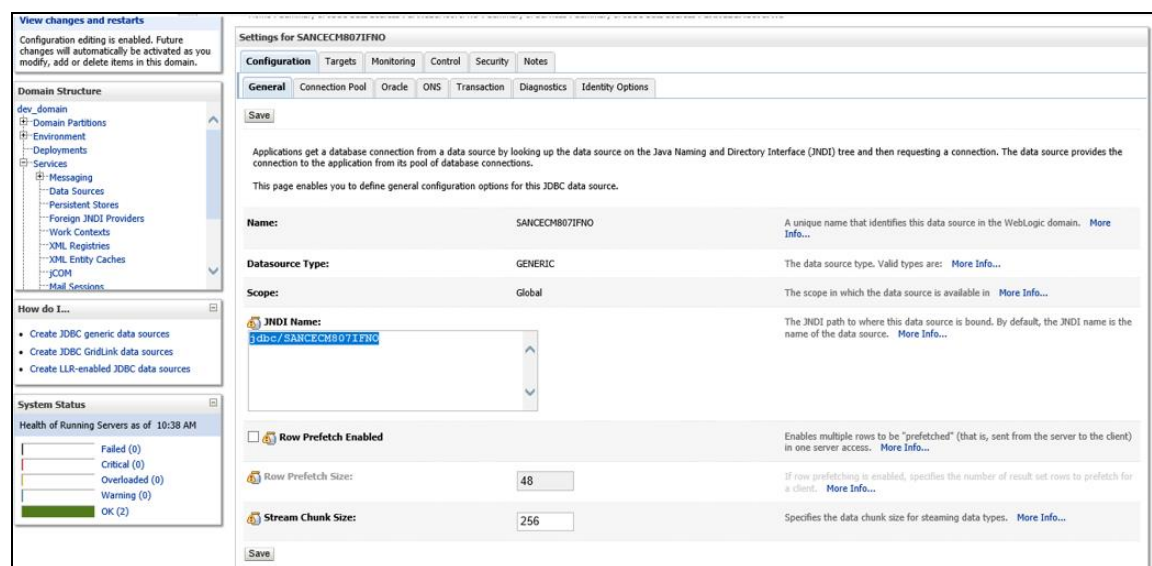 View changes and restarts
Configuration editing is enabled. Future
changes will automatically be activated as you
modify, add or delete items in this domain.
Domain Structure
dev_domain
Domain Partitions
Environment
Deployments
Services
Messaging
Data Sources
Persistent Stores
Foreign JNDI Providers
Work Contexts
XML Registries
XML Entity Caches
jCOM
Mail Sessions
How do I...
Create JDBC generic data sources
Create JDBC GridLink data sources
Create LLR-enabled JDBC data sources
System Status
Health of Running Servers as of 10:38 AM
Failed (0)
Critical (0)
Overloaded (0)
Warning (0)
OK (2)
Settings for SANCECM807IFNO
Configuration Targets Monitoring Control Security Notes
General Connection Pool Oracle ONS Transaction Diagnostics Identity Options
Save
Applications get a database connection from a data source by looking up the data source on the Java Naming and Directory Interface (JNDI) tree and then requesting a connection. The data source provides the
connection to the application from its pool of database connections.
This page enables you to define general configuration options for this JDBC data source.
Name: SANCECM807IFNO A unique name that identifies this data source in the WebLogic domain. More
Info...
Datasource Type: GENERIC The data source type. Valid types are: More Info...
Scope: Global The scope in which the data source is available in More Info...
JNDI Name: The JNDI path to where this data source is bound. By default, the JNDI name is the
jdbc/SANCECM807IFNO name of the data source. More Info...
Row Prefetch Enabled Enables multiple rows to be "prefetched" (that is, sent from the server to the client)
in one server access. More Info...
Row Prefetch Size: 48 If row prefetching is enabled, specifies the number of result set rows to prefetch for
a client. More Info...
Stream Chunk Size: 256 Specifies the data chunk size for steaming data types. More Info...
Save